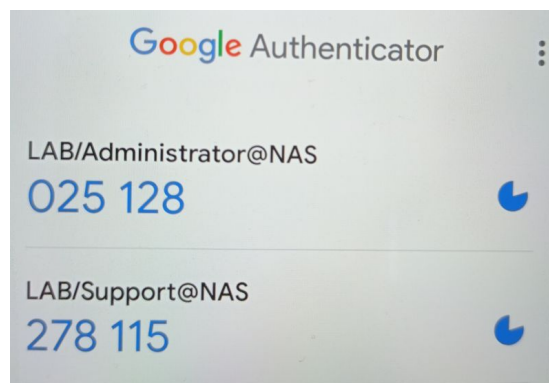 Google Authenticator
LAB/Administrator@NAS
025 128
LAB/Support@NAS
278 115